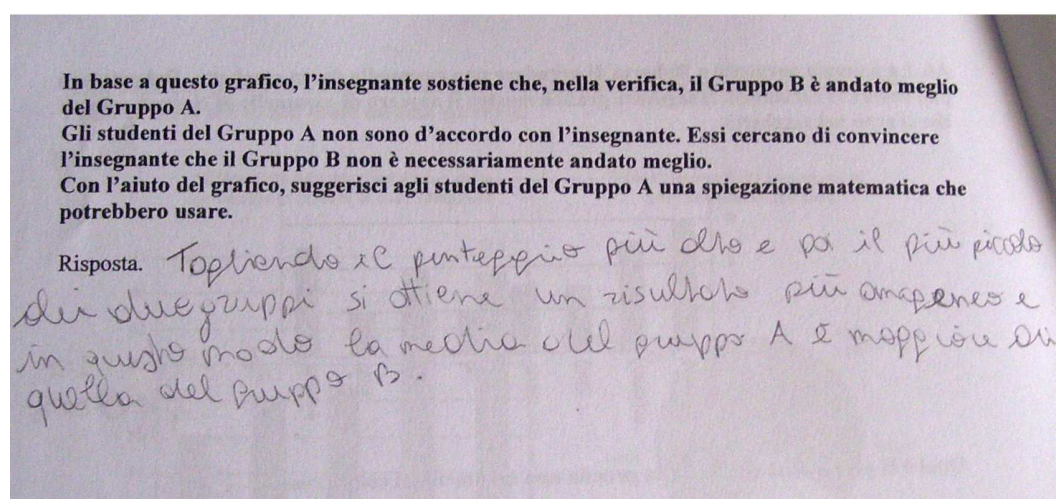 In base a questo grafico, l'insegnante sostiene che, nella verifica, il Gruppo B è andato meglio
del Gruppo A.
Gli studenti del Gruppo A non sono d'accordo con l'insegnante. Essi cercano di convincere
l'insegnante che il Gruppo B non è necessariamente andato meglio.
Con l'aiuto del grafico, suggerisci agli studenti del Gruppo A una spiegazione matematica che
potrebbero usare.
Risposta. Togliendo il punteggio più alto e poi il più piccolo
dei due gruppi si ottiene un risultato più omogeneo e
in questo modo la media del gruppo A è maggiore di
quella del gruppo B.